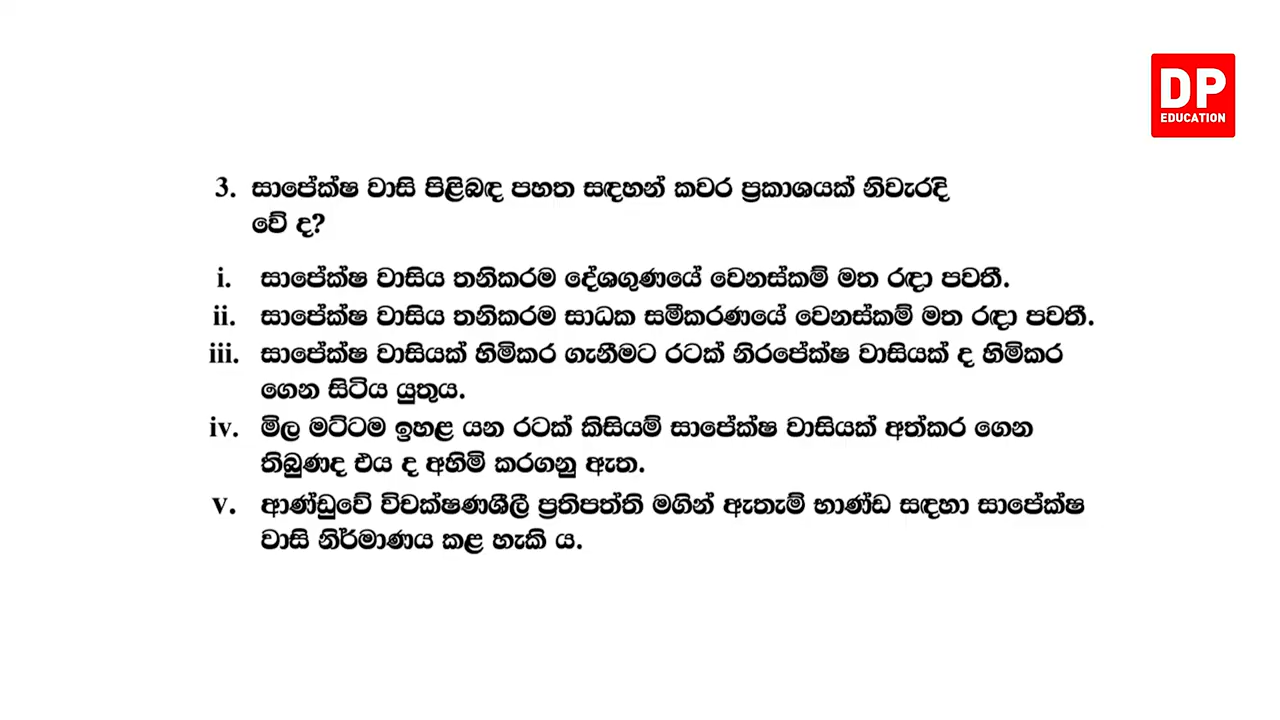 DP
EDUCATION
3. සාපේක්ෂ වාසි පිළිබඳ පහත සඳහන් කවර ප්‍රකාශයක් නිවැරදි
වේ ද?
i. සාපේක්ෂ වාසිය තනිකරම දේශගුණයේ වෙනස්කම් මත රඳා පවතී.
ii. සාපේක්ෂ වාසිය තනිකරම සාධක සමීකරණයේ වෙනස්කම් මත රඳා පවතී.
iii. සාපේක්ෂ වාසියක් හිමිකර ගැනීමට රටක් නිරපේක්ෂ වාසියක් ද හිමිකර
ගෙන සිටිය යුතුය.
iv. මිල මට්ටම ඉහළ යන රටක් කිසියම් සාපේක්ෂ වාසියක් අත්කර ගෙන
තිබුණද එය ද අහිමි කරගනු ඇත.
v. ආණ්ඩුවේ විචක්ෂණශීලී ප්‍රතිපත්ති මගින් ඇතැම් භාණ්ඩ සඳහා සාපේක්ෂ
වාසි නිර්මාණය කළ හැකි ය.